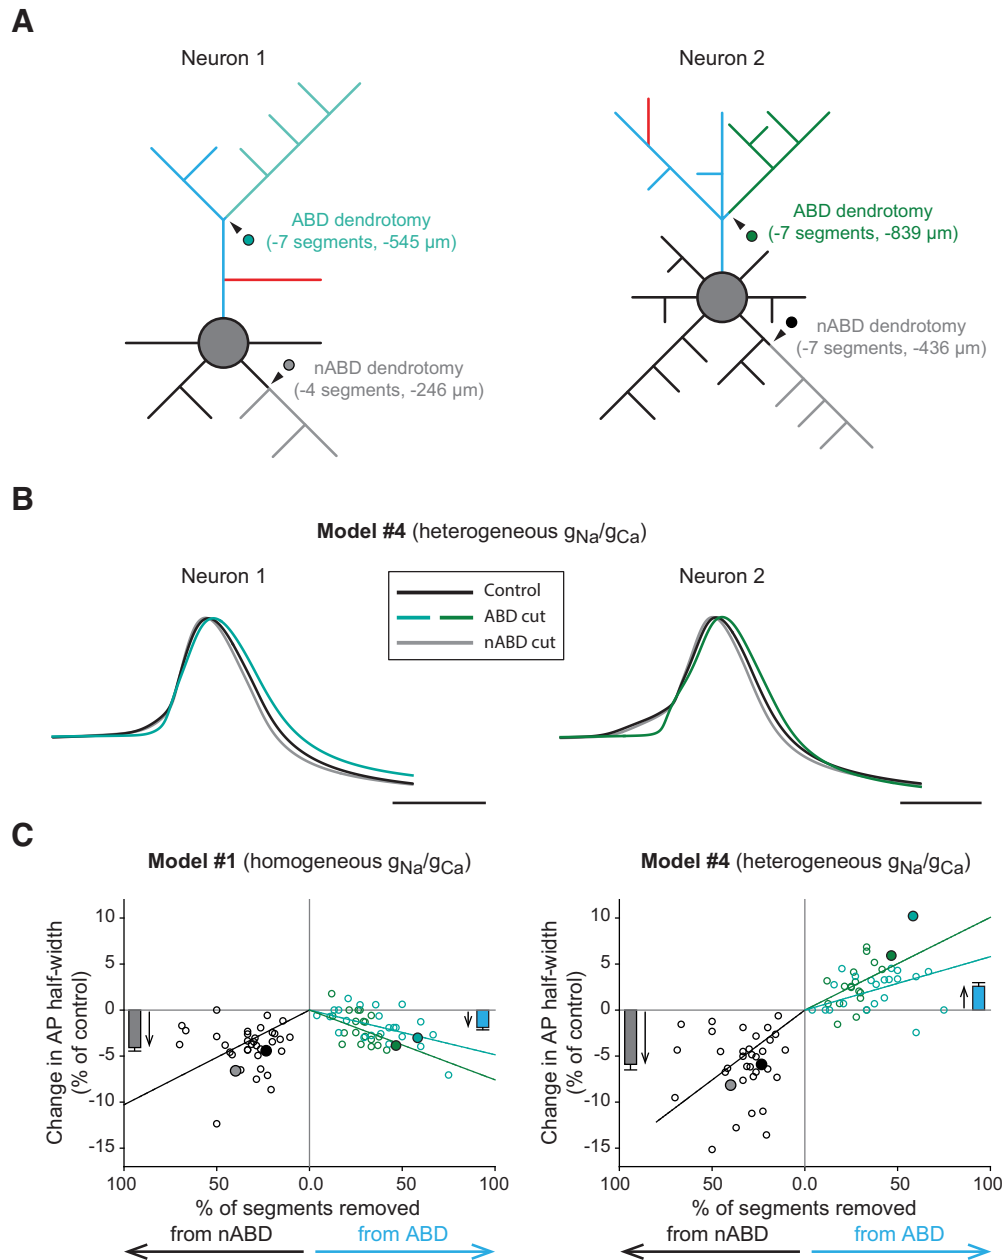 A
Neuron 1
Neuron 2
ABD dendrotomy
(-7 segments, -545 µm)
nABD dendrotomy
(-4 segments, -246 µm)
ABD dendrotomy
(-7 segments, -839 µm)
nABD dendrotomy
(-7 segments, -436 µm)
B
Model #4 (heterogeneous gNa/gCa)
Neuron 1
Neuron 2
Control
ABD cut
nABD cut
C
Model #1 (homogeneous gNa/gCa)
Change in AP half-width
(% of control)
10
5
0
-5
-10
-15
100
50
0.0
50
100
% of segments removed
from nABD
from ABD
Model #4 (heterogeneous gNa/gCa)
Change in AP half-width
(% of control)
10
5
0
-5
-10
-15
100
50
0.0
50
100
% of segments removed
from nABD
from ABD